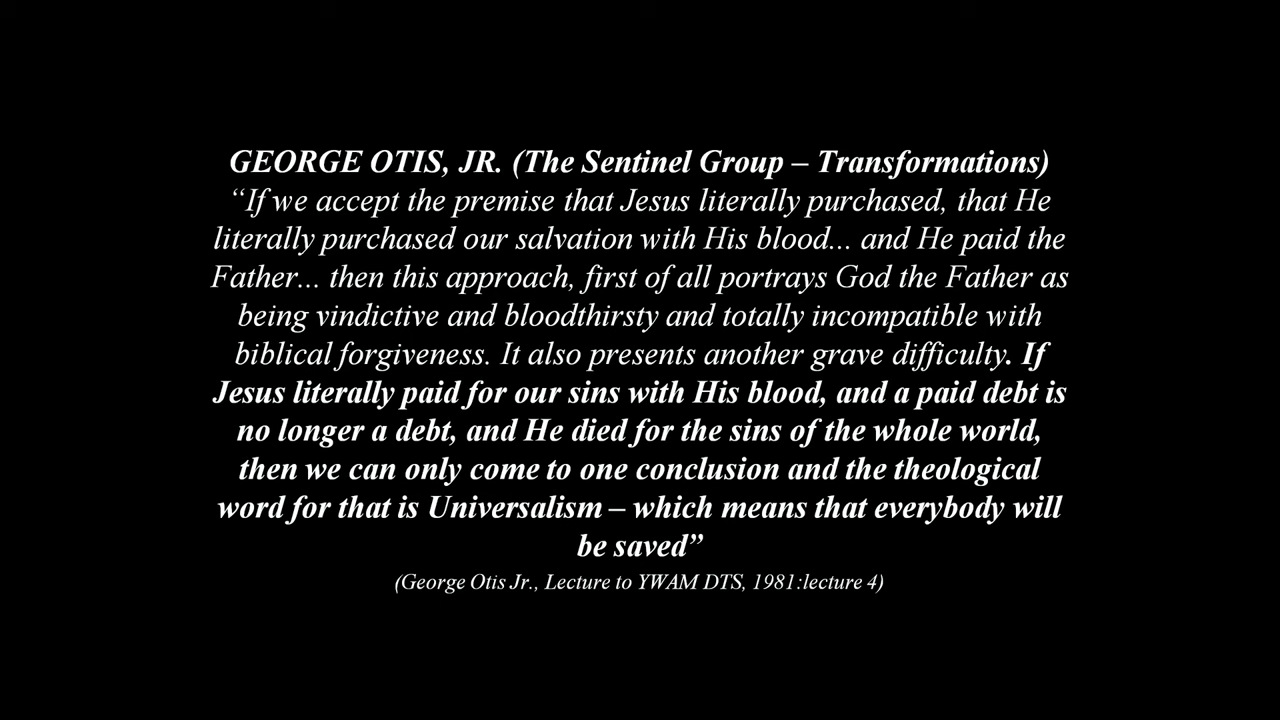 GEORGE OTIS, JR. (The Sentinel Group – Transformations)
“If we accept the premise that Jesus literally purchased, that He
literally purchased our salvation with His blood... and He paid the
Father... then this approach, first of all portrays God the Father as
being vindictive and bloodthirsty and totally incompatible with
biblical forgiveness. It also presents another grave difficulty. If
Jesus literally paid for our sins with His blood, and a paid debt is
no longer a debt, and He died for the sins of the whole world,
then we can only come to one conclusion and the theological
word for that is Universalism – which means that everybody will
be saved”
(George Otis Jr., Lecture to YWAM DTS, 1981:lecture 4)